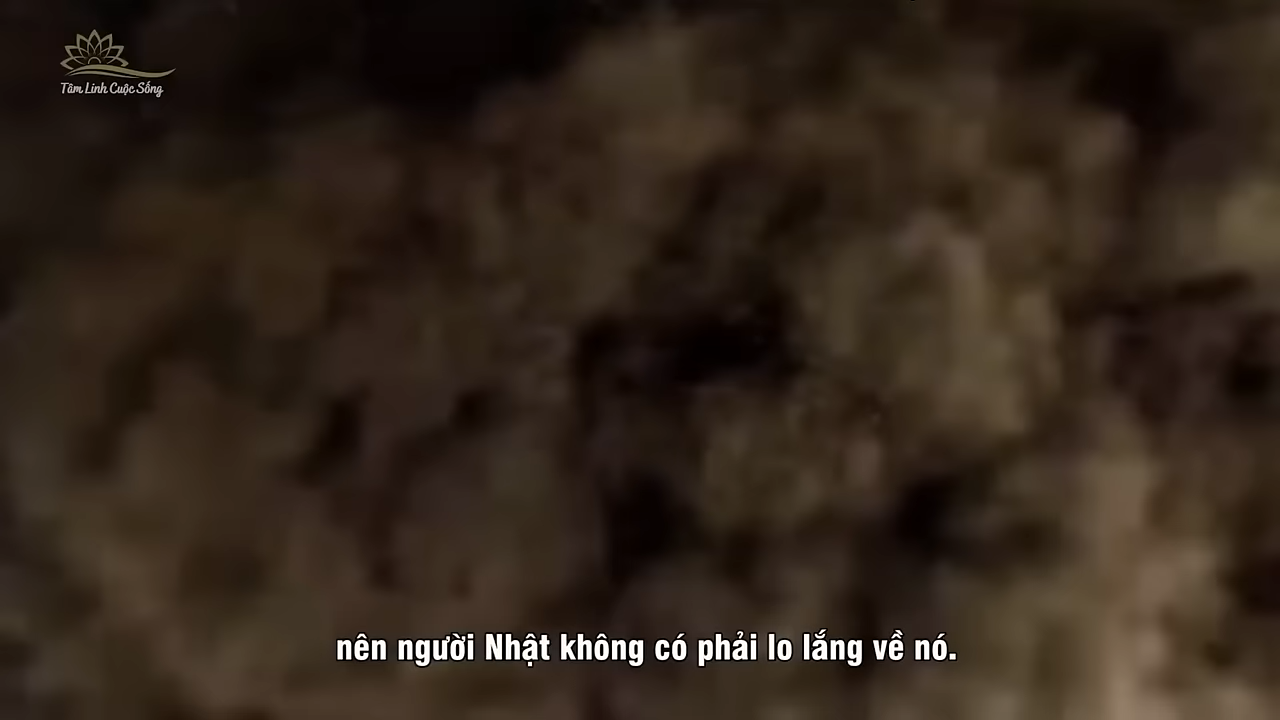 Tâm Linh Cuộc Sống
nên người Nhật không có phải lo lắng về nó.